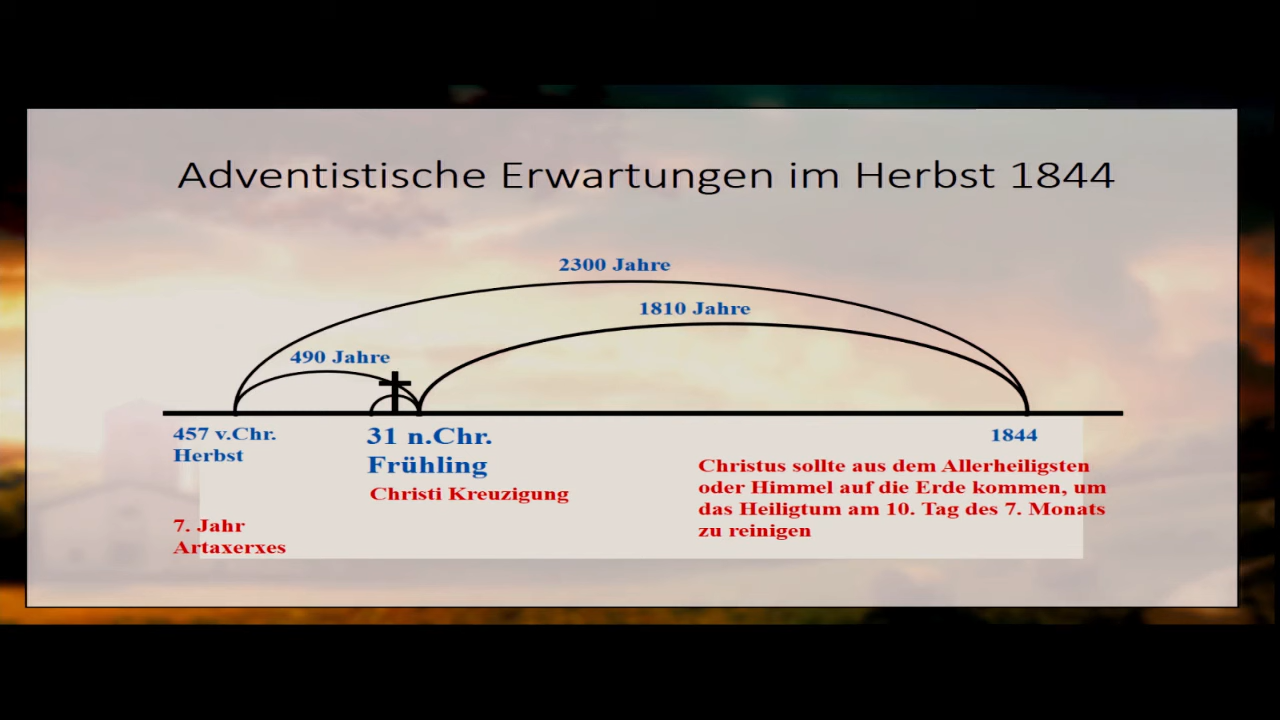 Adventistische Erwartungen im Herbst 1844
2300 Jahre
1810 Jahre
490 Jahre
457 v.Chr.
Herbst
31 n.Chr.
Frühling
Christi Kreuzigung
1844
Christus sollte aus dem Allerheiligsten
oder Himmel auf die Erde kommen, um
das Heiligtum am 10. Tag des 7. Monats
zu reinigen
7. Jahr
Artaxerxes